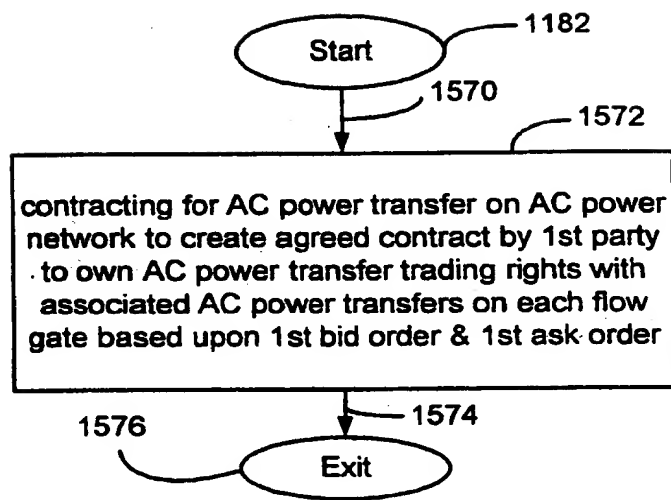 Start
1182
1570
1572
contracting for AC power transfer on AC power
network to create agreed contract by 1st party
to own AC power transfer trading rights with
associated AC power transfers on each flow
gate based upon 1st bid order & 1st ask order
1574
1576
Exit